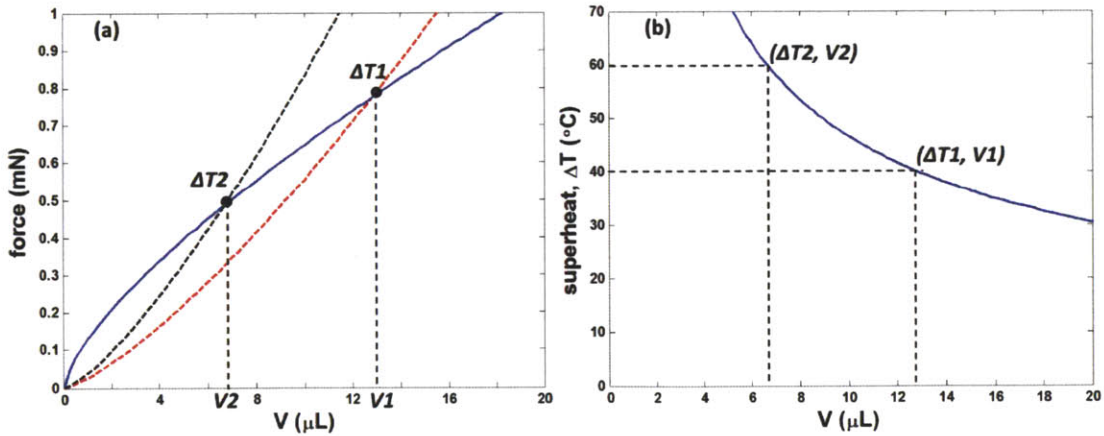 (a)
ΔT1
ΔT2
force (mN)
1
0.9
0.8
0.7
0.6
0.5
0.4
0.3
0.2
0.1
0
0 2 V2 8 10 12 V1 16 18 20
V (μL)
(b)
(ΔT2, V2)
(ΔT1, V1)
superheat, ΔT (°C)
70
60
50
40
30
20
10
0
0 2 4 6 8 10 12 14 16 18 20
V (μL)